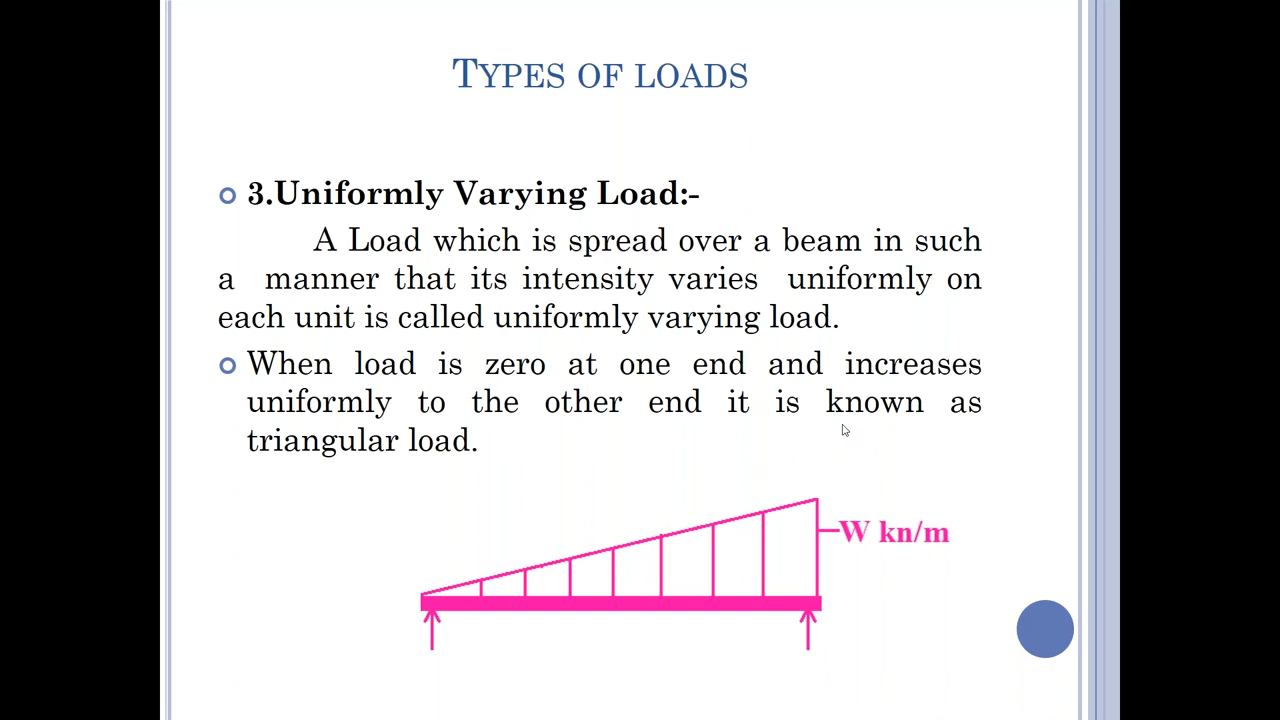 TYPES OF LOADS
3.Uniformly Varying Load:-
A Load which is spread over a beam in such
a manner that its intensity varies uniformly on
each unit is called uniformly varying load.
When load is zero at one end and increases
uniformly to the other end it is known as
triangular load.
W kn/m